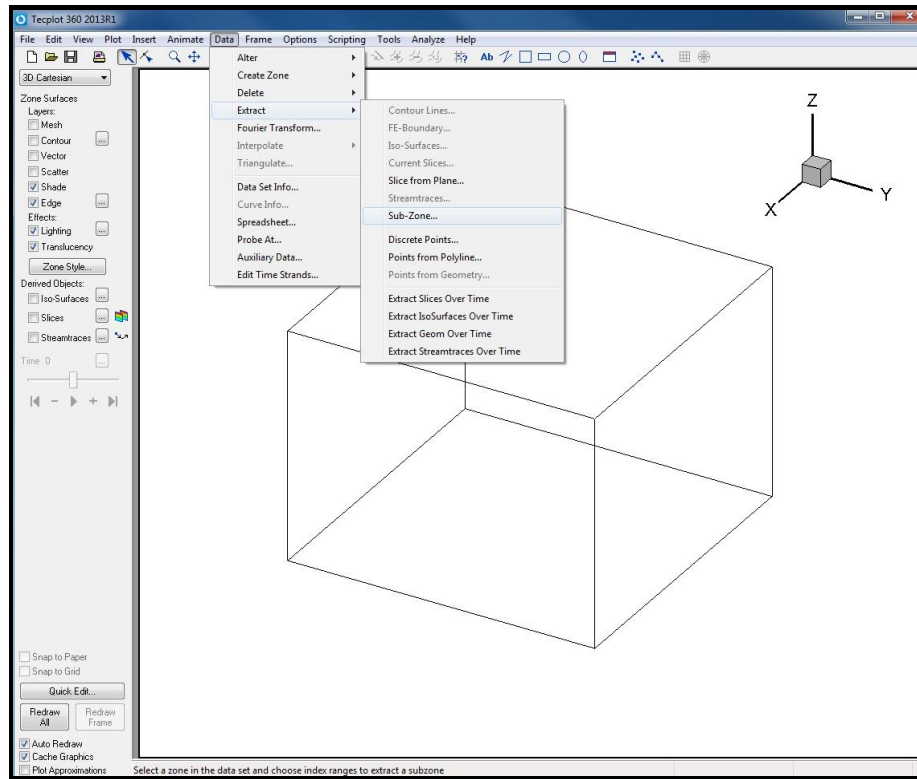 Tecplot 360 2013R1
File Edit View Plot Insert Animate Data Frame Options Scripting Tools Analyze Help
Ab
3D Cartesian
Zone Surfaces
Layers:
Mesh
Contour
Vector
Scatter
Shade
Edge
Effects:
Lighting
Translucency
Zone Style...
Derived Objects:
Iso-Surfaces
Slices
Streamtraces
Time 0
Snap to Paper
Snap to Grid
Quick Edit...
Redraw All
Redraw Frame
Auto Redraw
Cache Graphics
Plot Approximations
Alter
Create Zone
Delete
Extract
Fourier Transform...
Interpolate
Triangulate...
Data Set Info...
Curve Info...
Spreadsheet...
Probe At...
Auxiliary Data...
Edit Time Strands...
Contour Lines...
FE-Boundary...
Iso-Surfaces...
Current Slices...
Slice from Plane...
Streamtraces...
Sub-Zone...
Discrete Points...
Points from Polyline...
Points from Geometry...
Extract Slices Over Time
Extract IsoSurfaces Over Time
Extract Geom Over Time
Extract Streamtraces Over Time
Z
X
Y
Select a zone in the data set and choose index ranges to extract a subzone